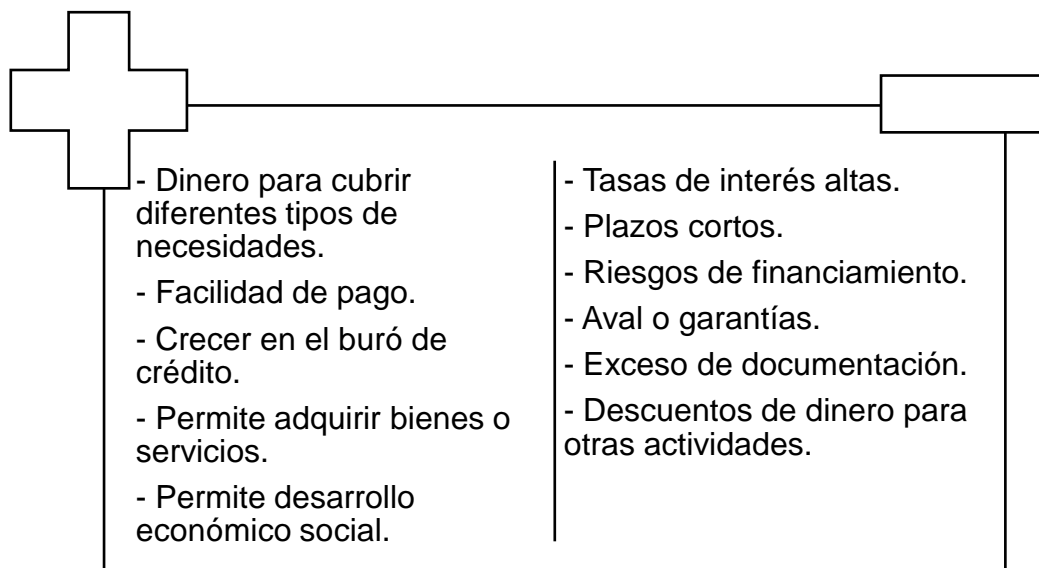 - Dinero para cubrir
diferentes tipos de
necesidades.
- Facilidad de pago.
- Crecer en el buró de
crédito.
- Permite adquirir bienes o
servicios.
- Permite desarrollo
económico social.
- Tasas de interés altas.
- Plazos cortos.
- Riesgos de financiamiento.
- Aval o garantías.
- Exceso de documentación.
- Descuentos de dinero para
otras actividades.